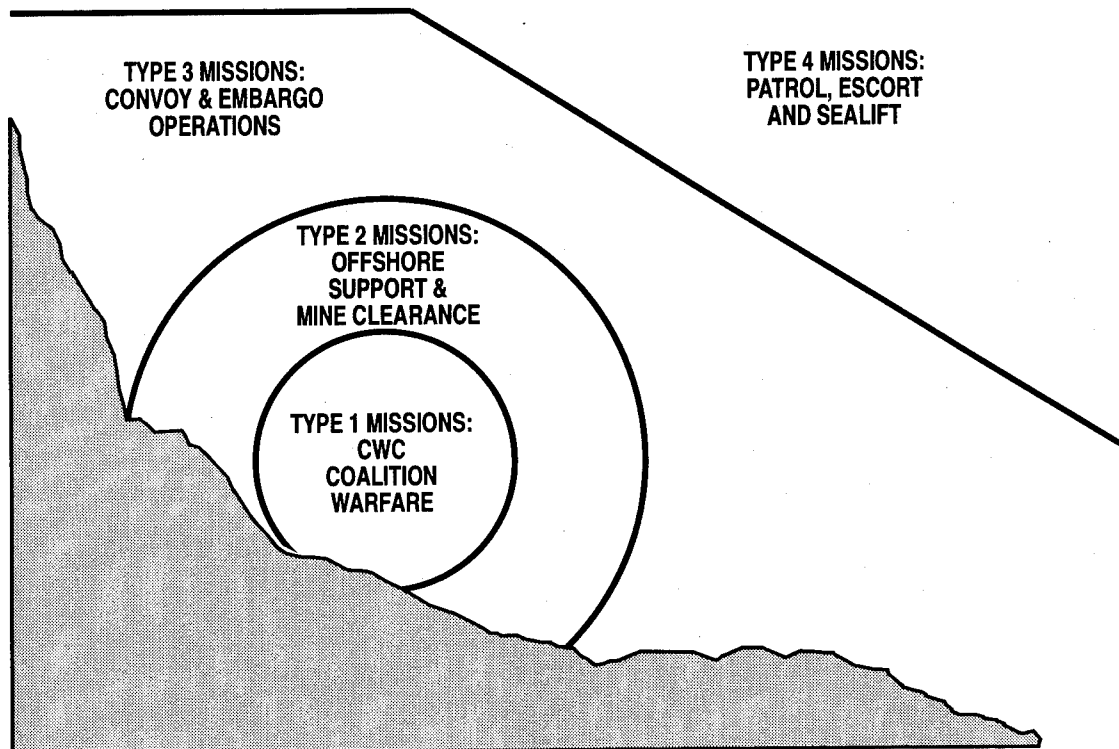 TYPE 3 MISSIONS:
CONVOY & EMBARGO
OPERATIONS
TYPE 4 MISSIONS:
PATROL, ESCORT
AND SEALIFT
TYPE 2 MISSIONS:
OFFSHORE
SUPPORT &
MINE CLEARANCE
TYPE 1 MISSIONS:
CWC
COALITION
WARFARE